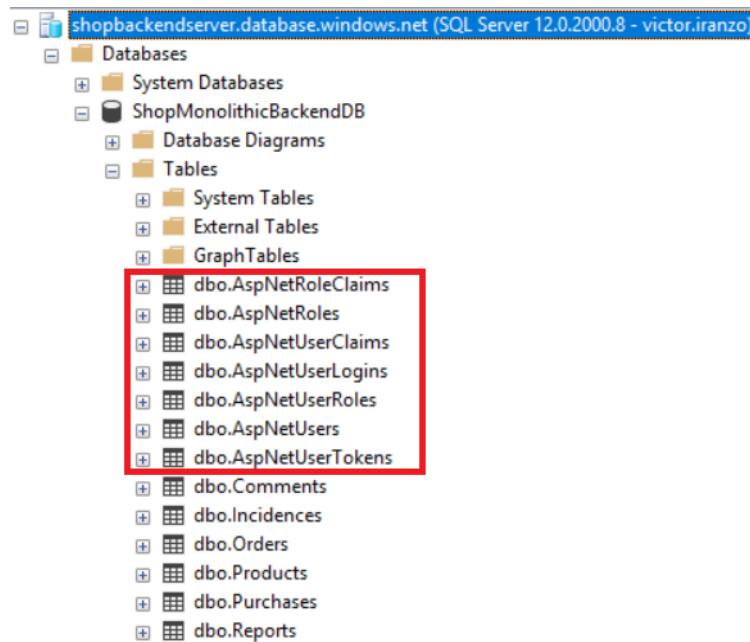 shopbackendserver.database.windows.net (SQL Server 12.0.2000.8 - victor.iranzo)
Databases
System Databases
ShopMonolithicBackendDB
Database Diagrams
Tables
System Tables
External Tables
GraphTables
dbo.AspNetRoleClaims
dbo.AspNetRoles
dbo.AspNetUserClaims
dbo.AspNetUserLogins
dbo.AspNetUserRoles
dbo.AspNetUsers
dbo.AspNetUserTokens
dbo.Comments
dbo.Incidences
dbo.Orders
dbo.Products
dbo.Purchases
dbo.Reports